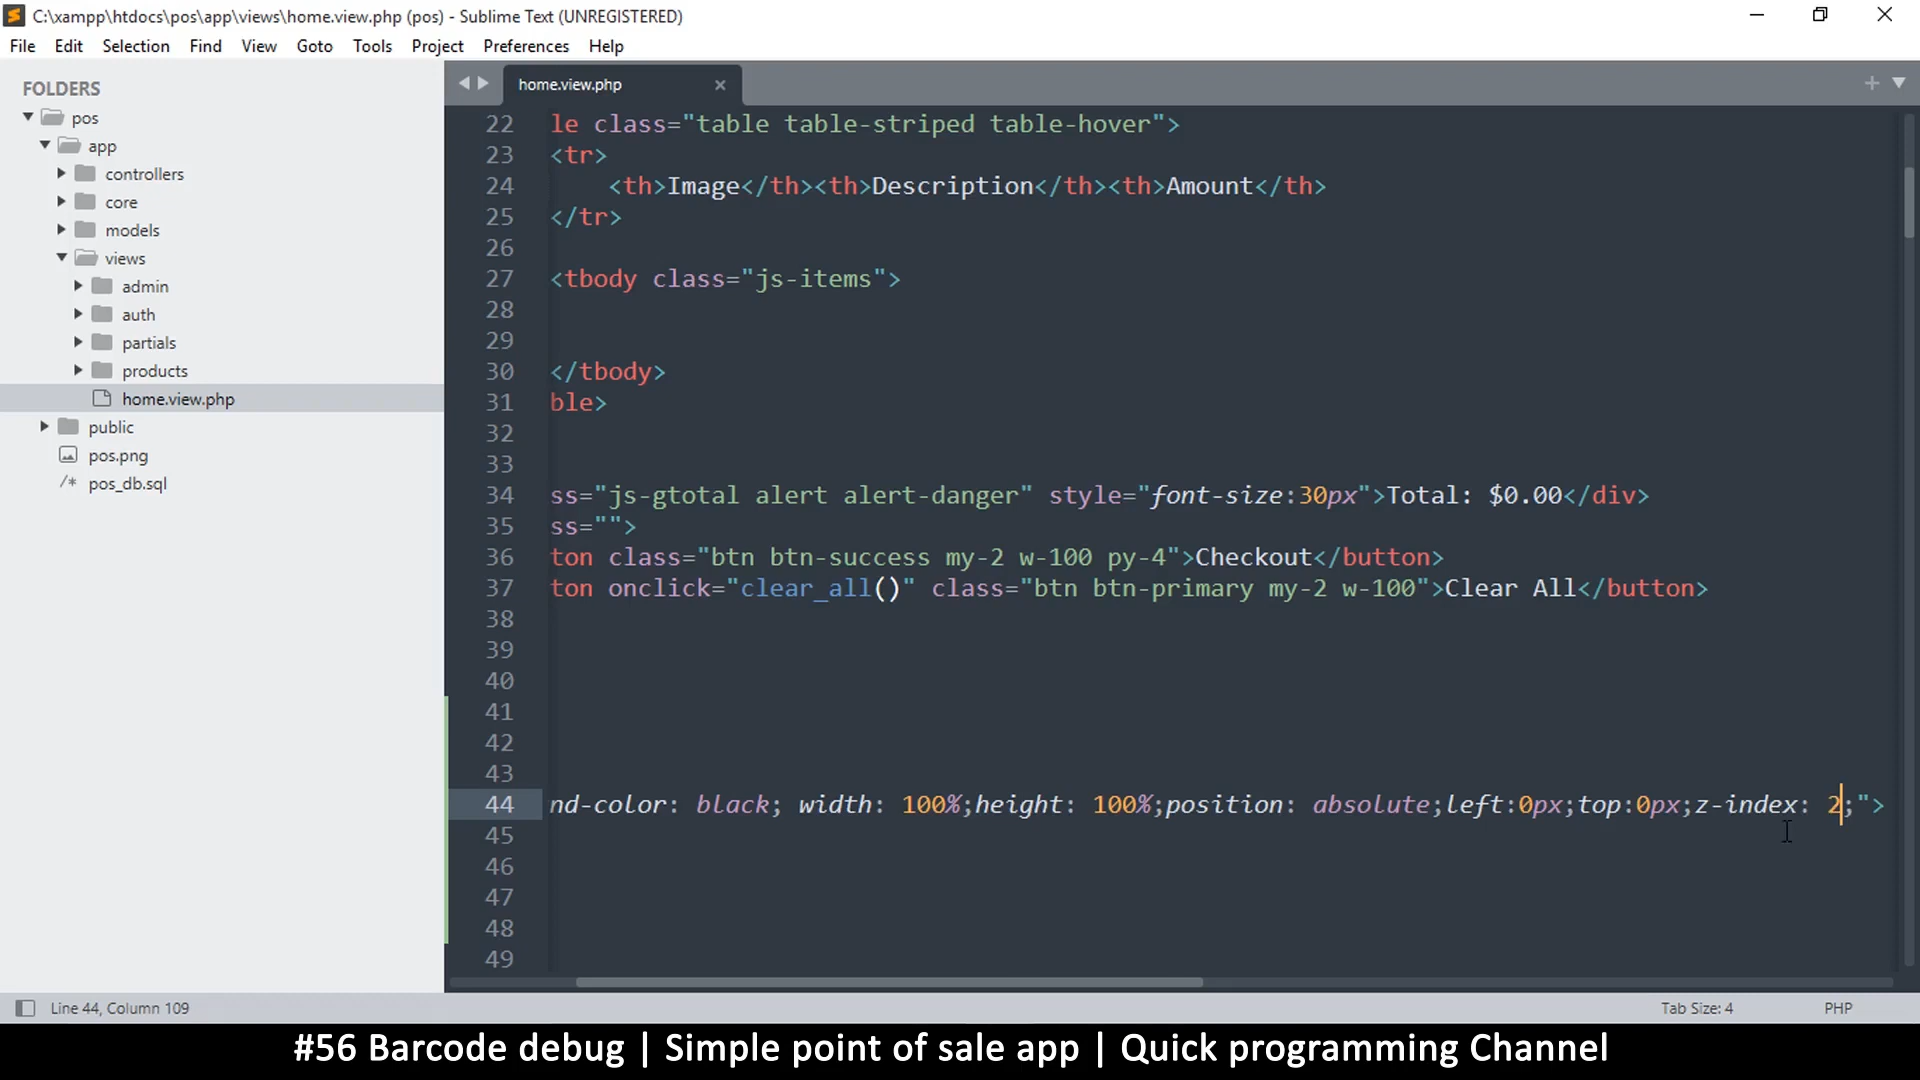 C:\xampp\htdocs\pos\app\views\home.view.php (pos) - Sublime Text (UNREGISTERED)
File Edit Selection Find View Goto Tools Project Preferences Help
FOLDERS
pos
app
controllers
core
models
views
admin
auth
partials
products
home.view.php
public
pos.png
/* pos_db.sql
home.view.php
22 le class="table table-striped table-hover">
23 <tr>
24 <th>Image</th><th>Description</th><th>Amount</th>
25 </tr>
26
27 <tbody class="js-items">
28
29
30 </tbody>
31 ble>
32
33
34 ss="js-gtotal alert alert-danger" style="font-size:30px">Total: $0.00</div>
35 ss="">
36 ton class="btn btn-success my-2 w-100 py-4">Checkout</button>
37 ton onclick="clear_all()" class="btn btn-primary my-2 w-100">Clear All</button>
38
39
40
41
42
43
44 nd-color: black; width: 100%;height: 100%;position: absolute;left:0px;top:0px;z-index: 2;">
45
46
47
48
49
Line 44, Column 109
Tab Size: 4
PHP
#56 Barcode debug | Simple point of sale app | Quick programming Channel